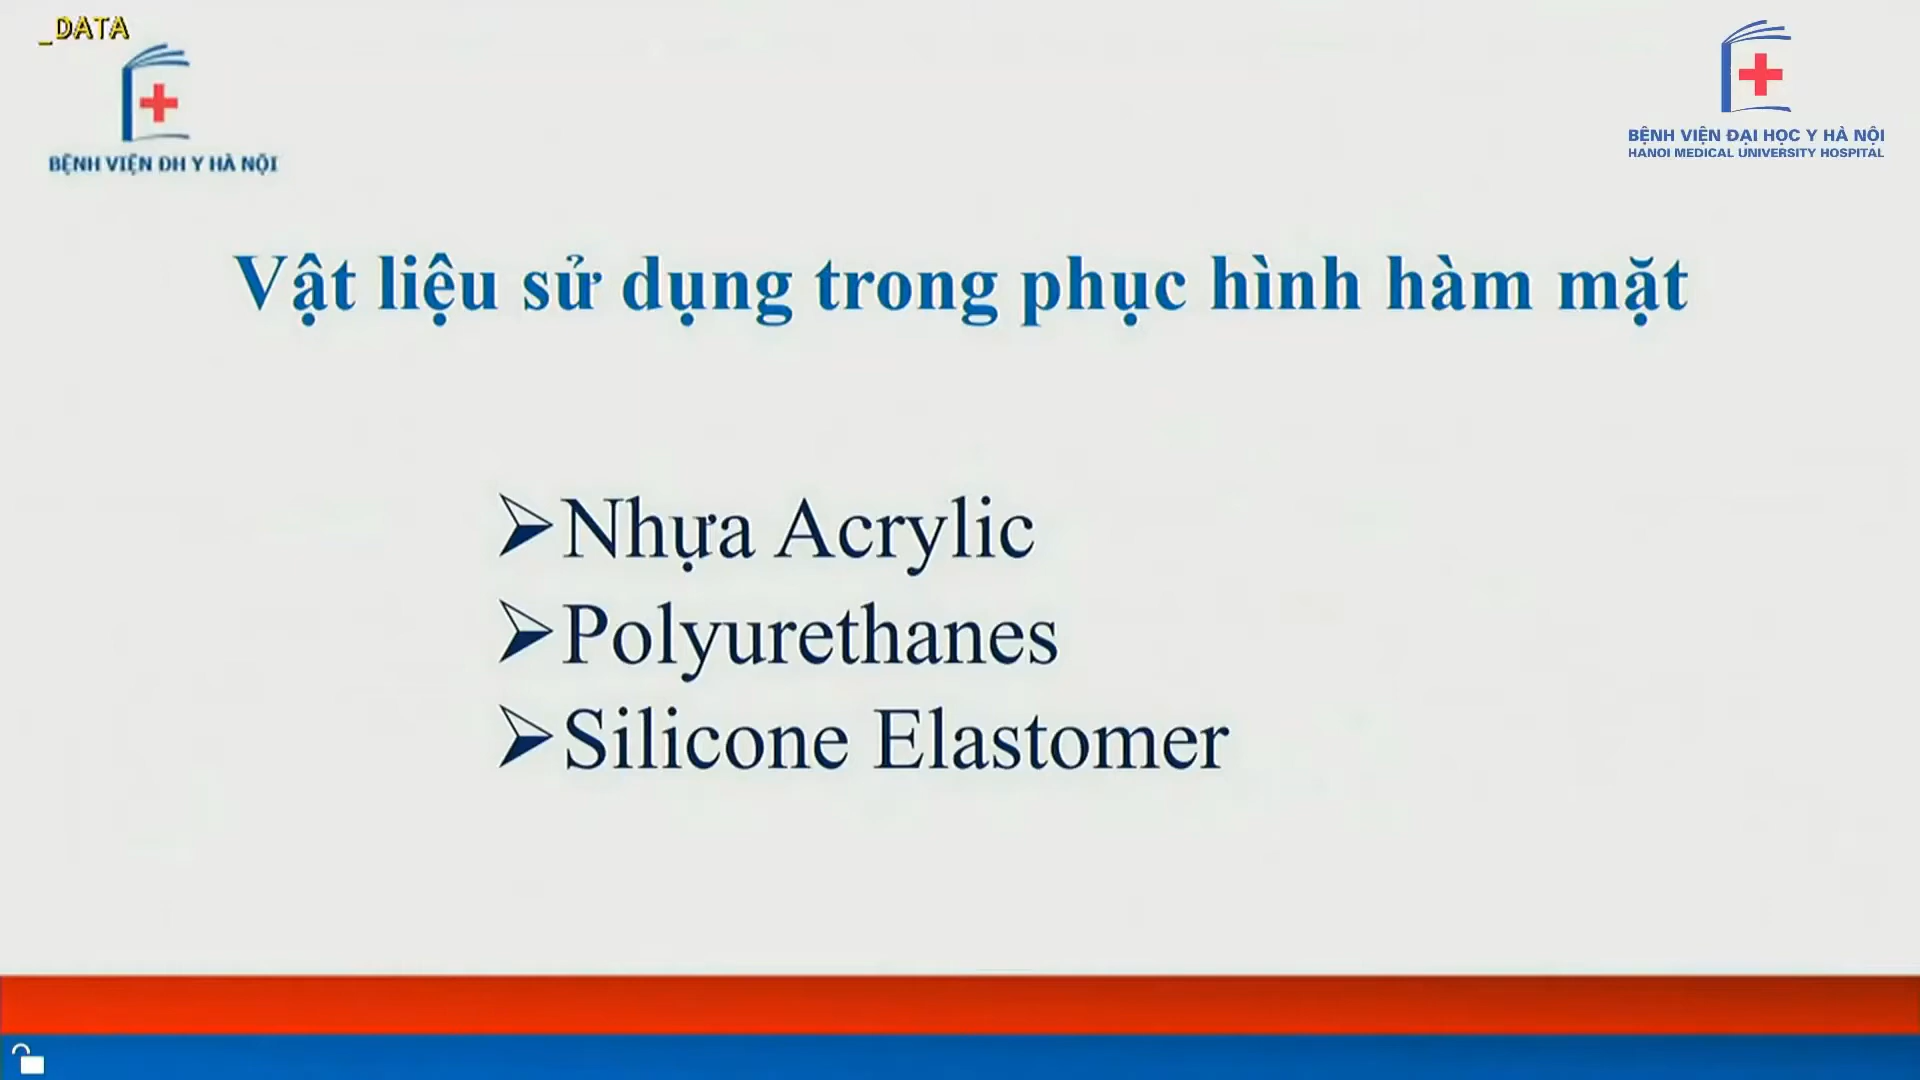 _DATA
BỆNH VIỆN ĐH Y HÀ NỘI
BỆNH VIỆN ĐẠI HỌC Y HÀ NỘI
HANOI MEDICAL UNIVERSITY HOSPITAL
Vật liệu sử dụng trong phục hình hàm mặt
Nhựa Acrylic
Polyurethanes
Silicone Elastomer